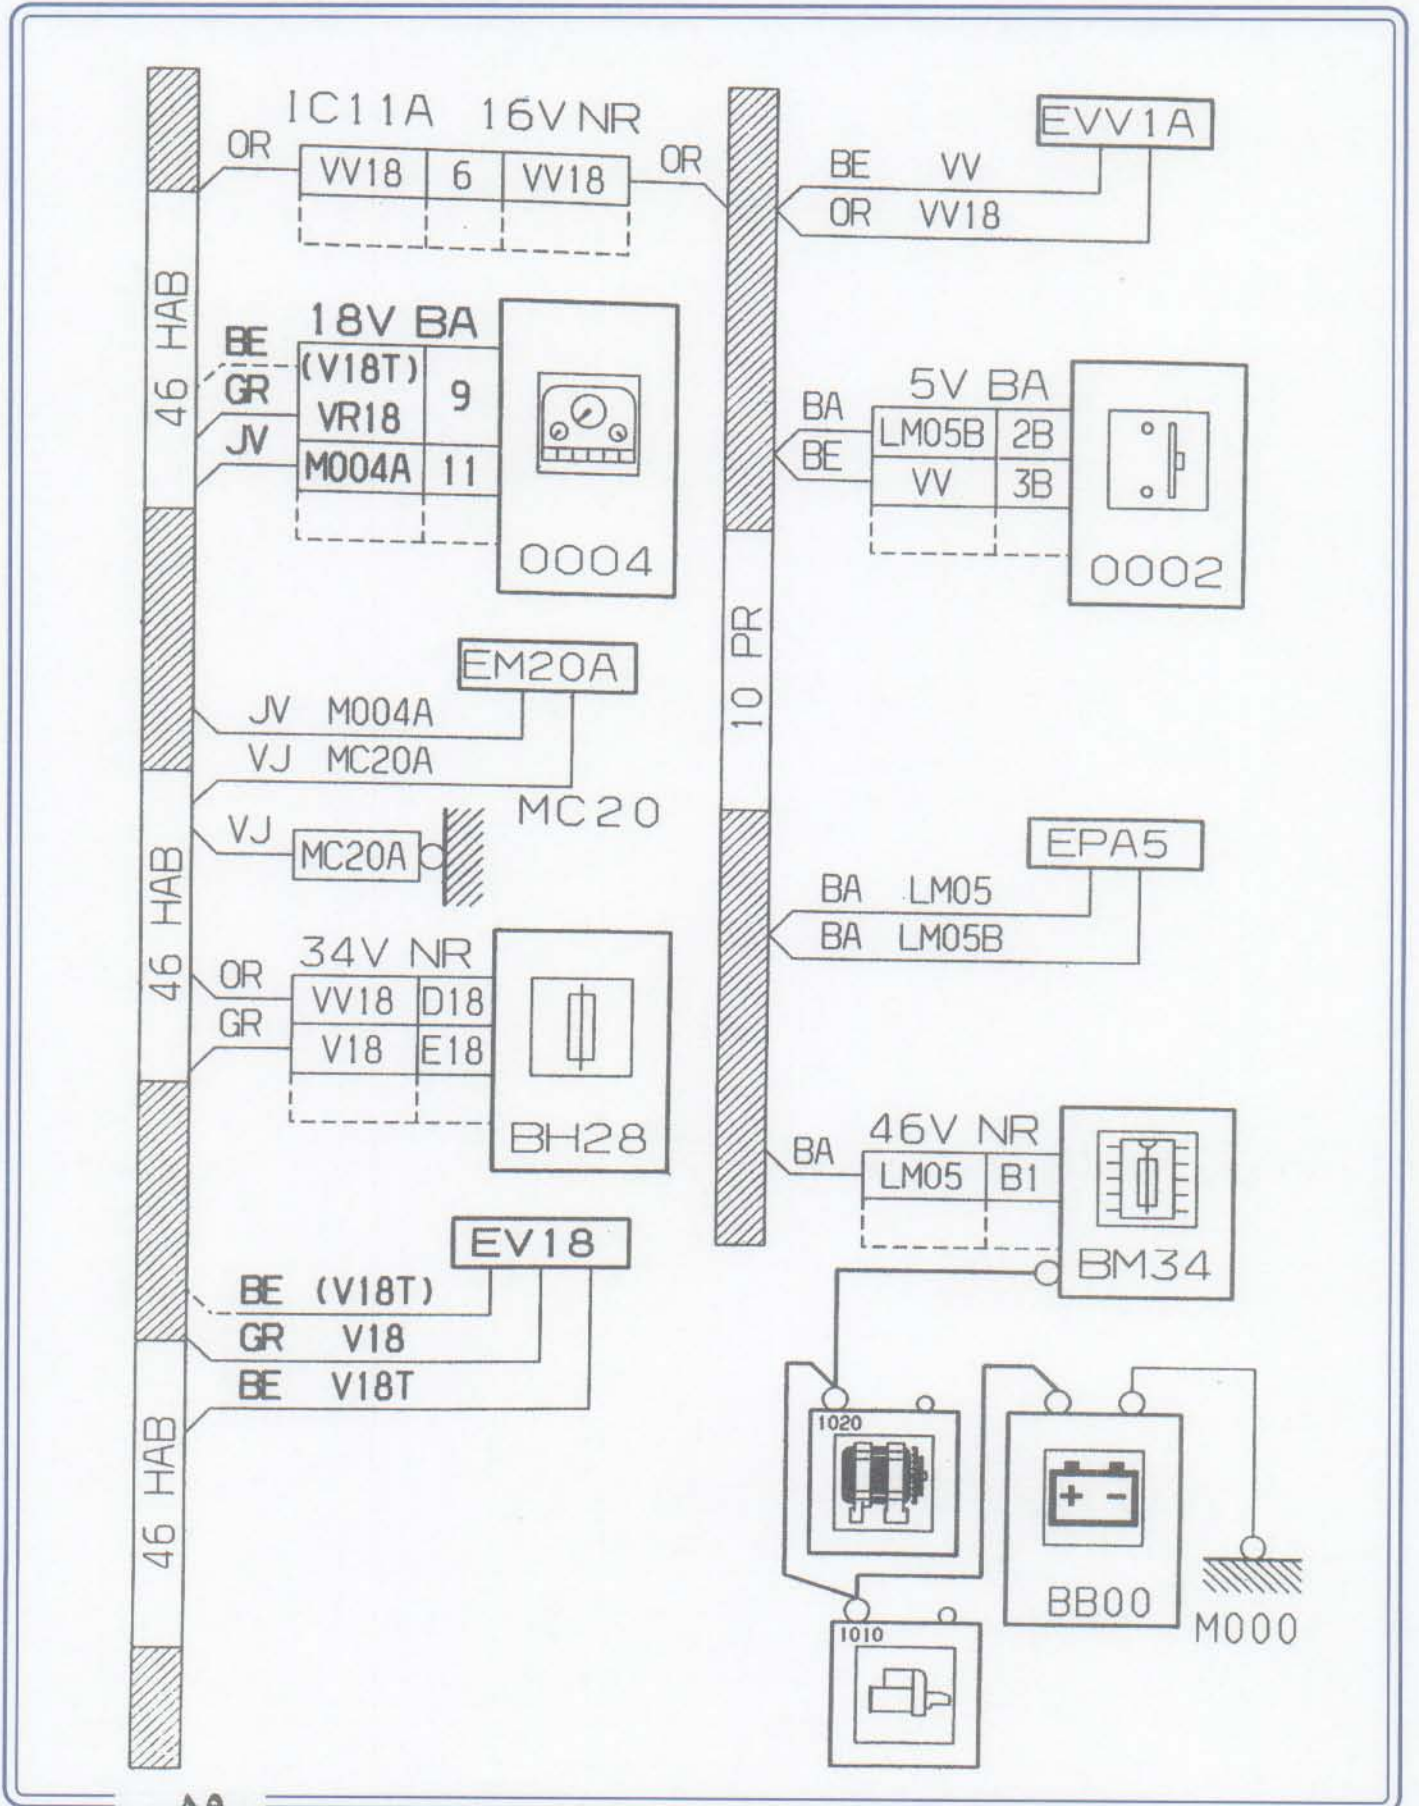 IC11A 16V NR
OR VV18 6 VV18 OR
46 HAB
18V BA
BE (V18T) 9
GR VR18
JV M004A 11
0004
EM20A
JV M004A
VJ MC20A
MC20
VJ MC20A
46 HAB
34V NR
OR VV18 D18
GR V18 E18
BH28
EV18
BE (V18T)
GR V18
BE V18T
46 HAB
EVV1A
BE VV
OR VV18
5V BA
BA LM05B 2B
BE VV 3B
0002
10 PR
EPA5
BA LM05
BA LM05B
46V NR
BA LM05 B1
BM34
1020
+ -
BB00
M000
1010